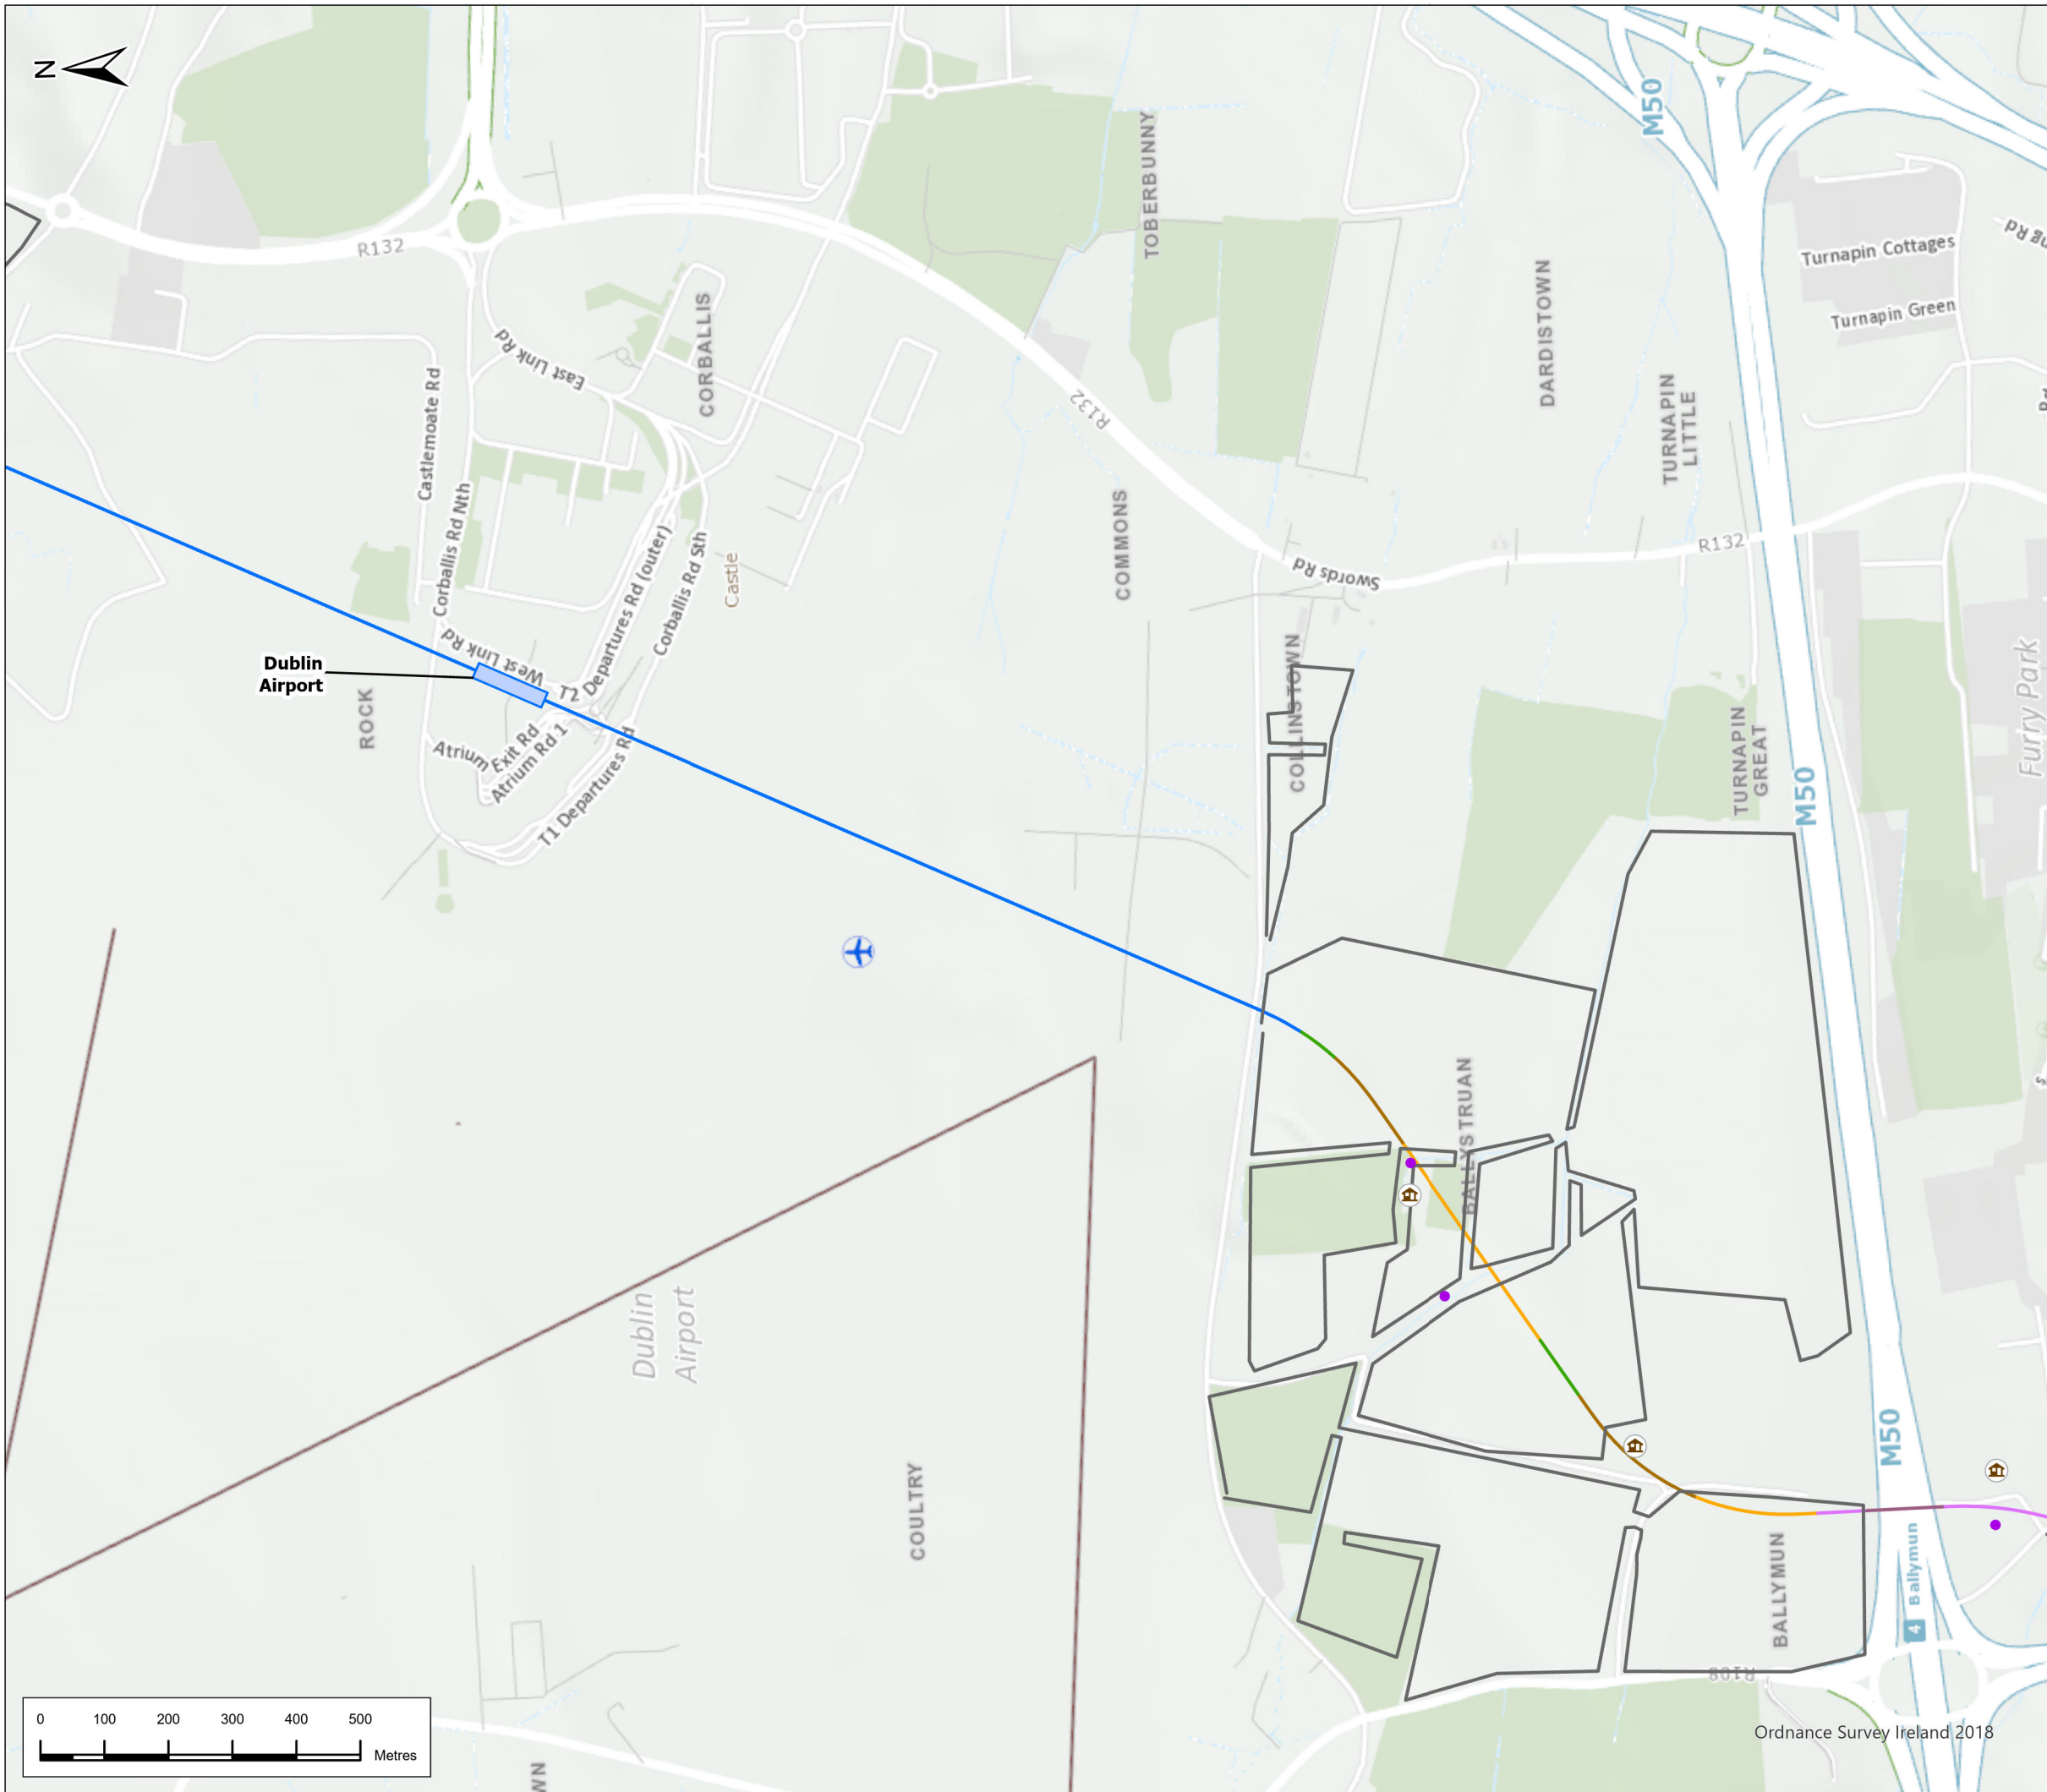 N
M50
R132
TOBERBUNNY
Turnapin Cottages
Turnapin Green
East Link Rd
CORBALLIS
DARDISTOWN
Castlemoate Rd
R132
TURNAPIN
LITTLE
Corballis Rd Nth
COMMONS
R132
Swords Rd
T2 Departures Rd (outer)
Corballis Rd Sth
Castle
West Link Rd
Dublin
Airport
ROCK
COLLINSTOWN
Furry Park
TURNAPIN
GREAT
M50
Atrium Exit Rd
Atrium Rd 1
T1 Departures Rd
BALLYSTRUAN
Dublin
Airport
COULTRY
M50
BALLYMUN
4 Ballymun
R108
0 100 200 300 400 500
Metres
Ordnance Survey Ireland 2018